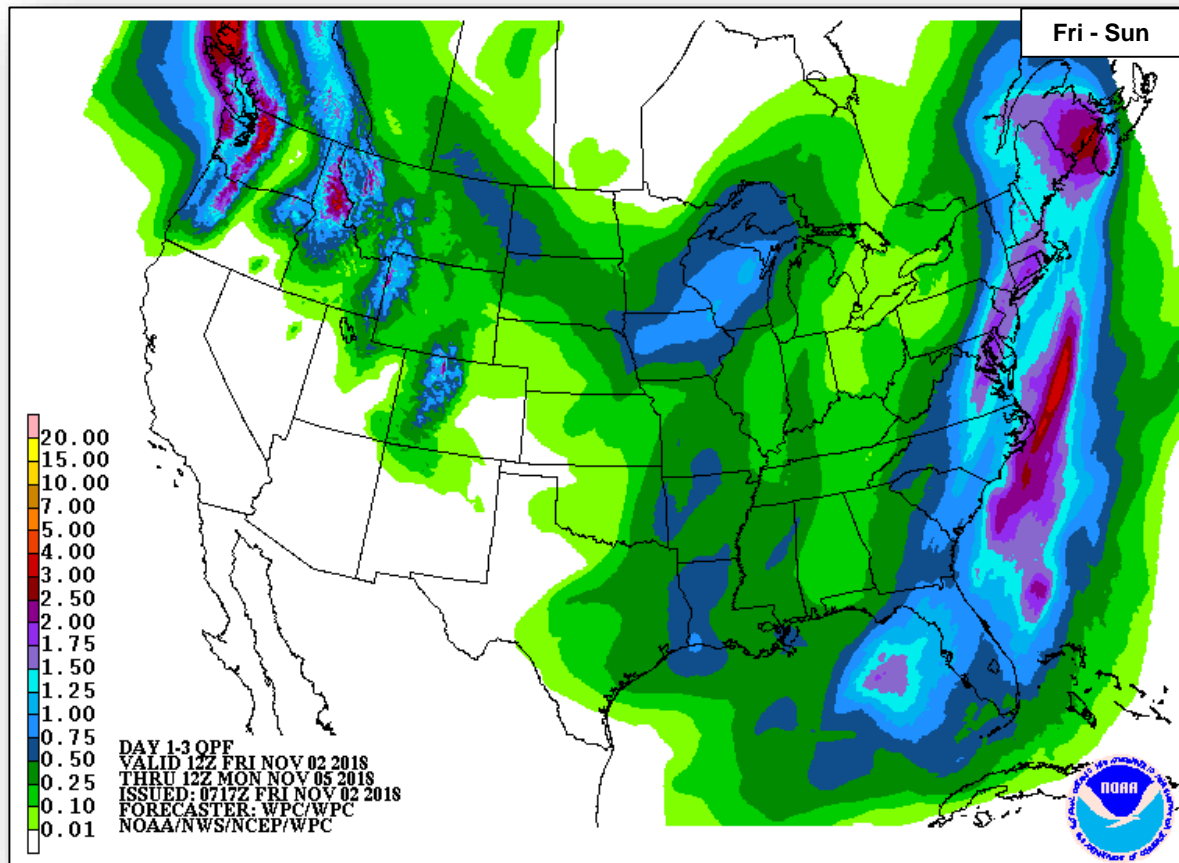 Fri - Sun
20.00
15.00
10.00
7.00
5.00
4.00
3.00
2.50
2.00
1.75
1.50
1.25
1.00
0.75
0.50
0.25
0.10
0.01
DAY 1-3 QPF
VALID 12Z FRI NOV 02 2018
THRU 12Z MON NOV 05 2018
ISSUED: 0717Z FRI NOV 02 2018
FORECASTER: WPC/WPC
NOAA/NWS/NCEP/WPC
NOAA